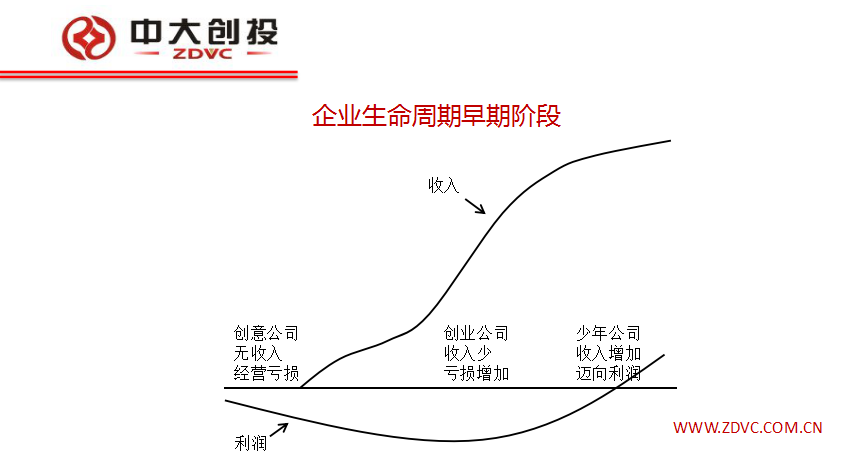 中大创投
ZDVC
企业生命周期早期阶段
收入
创意公司
无收入
经营亏损
创业公司
收入少
亏损增加
少年公司
收入增加
迈向利润
利润
WWW.ZDVC.COM.CN